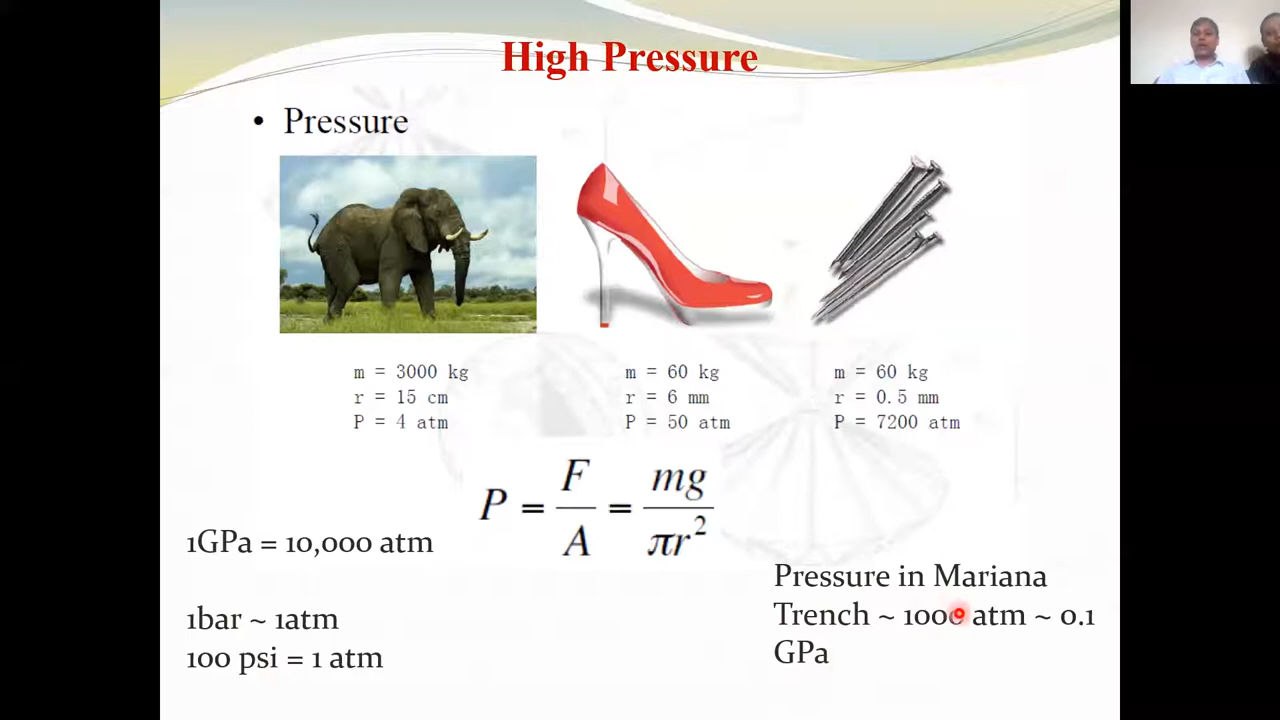 High Pressure
• Pressure
m = 3000 kg
r = 15 cm
P = 4 atm
m = 60 kg
r = 6 mm
P = 50 atm
m = 60 kg
r = 0.5 mm
P = 7200 atm
P = F/A = mg/πr²
1GPa = 10,000 atm
1bar ~ 1atm
100 psi = 1 atm
Pressure in Mariana
Trench ~ 1000 atm ~ 0.1
GPa